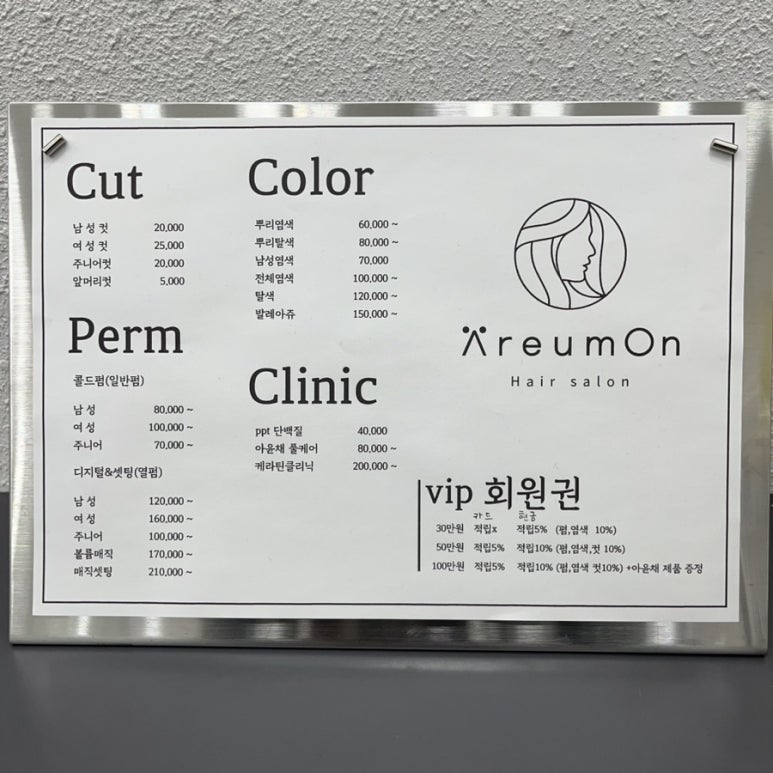 Cut
남성컷 20,000
여성컷 25,000
주니어컷 20,000
앞머리컷 5,000
Perm
콜드펌(일반펌)
남성 80,000 ~
여성 100,000 ~
주니어 70,000 ~
디지털&셋팅(열펌)
남성 120,000 ~
여성 160,000 ~
주니어 100,000 ~
볼륨매직 170,000 ~
매직셋팅 210,000 ~
Color
뿌리염색 60,000 ~
뿌리탈색 80,000 ~
남성염색 70,000
전체염색 100,000 ~
탈색 120,000 ~
발레아쥬 150,000 ~
Clinic
ppt 단백질 40,000
아윤채 풀케어 80,000 ~
케라틴클리닉 200,000 ~
ÄreumOn
Hair salon
vip 회원권
카드 현금
30만원 적립x 적립5% (펌,염색 10%)
50만원 적립5% 적립10% (펌,염색,컷 10%)
100만원 적립5% 적립10% (펌,염색 컷10%) +아윤채 제품 증정